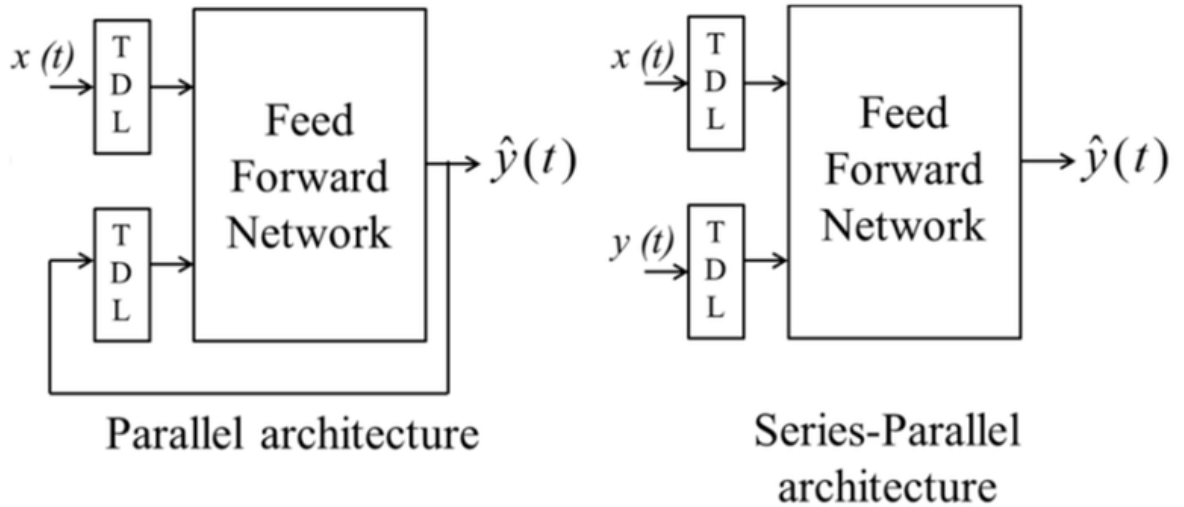 x (t)
T
D
L
Feed
Forward
Network
ŷ(t)
T
D
L
Parallel architecture
x (t)
T
D
L
Feed
Forward
Network
ŷ(t)
y (t)
T
D
L
Series-Parallel
architecture